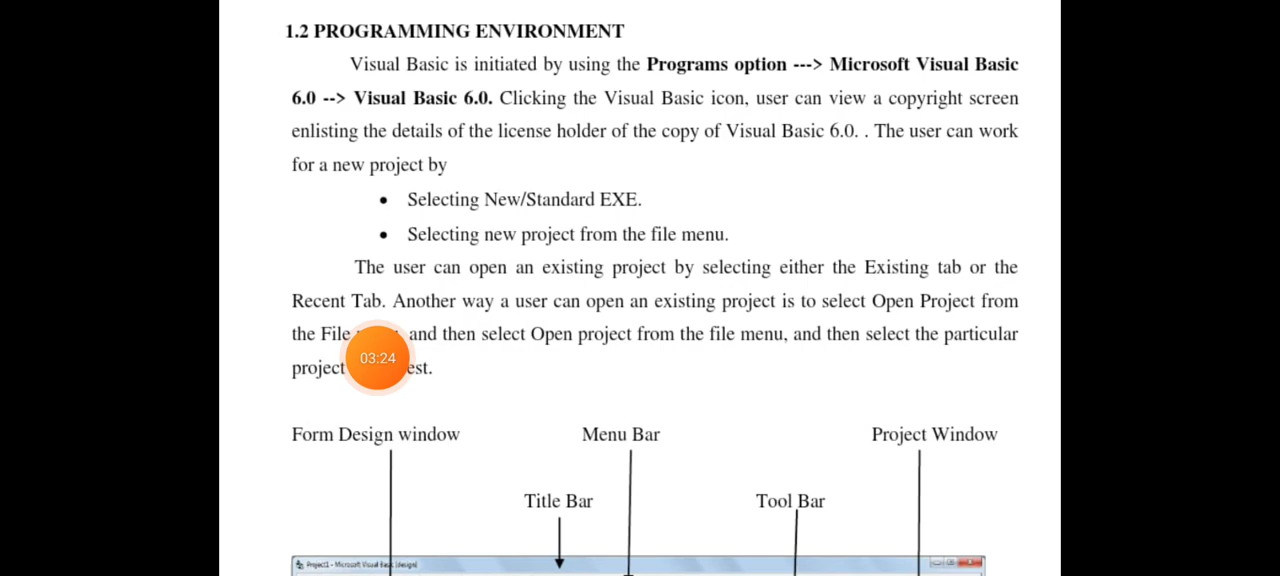 1.2 PROGRAMMING ENVIRONMENT
Visual Basic is initiated by using the Programs option ---> Microsoft Visual Basic
6.0 --> Visual Basic 6.0. Clicking the Visual Basic icon, user can view a copyright screen
enlisting the details of the license holder of the copy of Visual Basic 6.0. . The user can work
for a new project by
• Selecting New/Standard EXE.
• Selecting new project from the file menu.
The user can open an existing project by selecting either the Existing tab or the
Recent Tab. Another way a user can open an existing project is to select Open Project from
the File and then select Open project from the file menu, and then select the particular
project est.
03:24
Form Design window Menu Bar Project Window
Title Bar Tool Bar
Project1 - Microsoft Visual Basic [design]